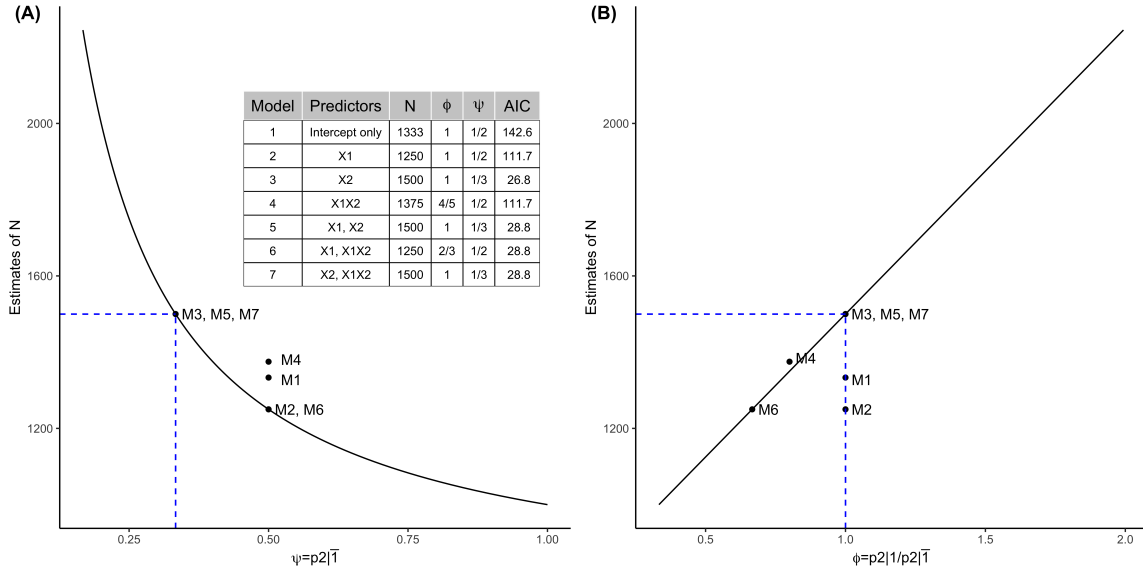 (A)
Estimates of N
2000
1600
1200
Model Predictors N ϕ ψ AIC
1 Intercept only 1333 1 1/2 142.6
2 X1 1250 1 1/2 111.7
3 X2 1500 1 1/3 26.8
4 X1X2 1375 4/5 1/2 111.7
5 X1, X2 1500 1 1/3 28.8
6 X1, X1X2 1250 2/3 1/2 28.8
7 X2, X1X2 1500 1 1/3 28.8
M3, M5, M7
M4
M1
M2, M6
0.25 0.50 0.75 1.00
ψ=p2|1̅
(B)
Estimates of N
2000
1600
1200
M3, M5, M7
M4
M1
M6
M2
0.5 1.0 1.5 2.0
ϕ=p2|1/p2|1̅